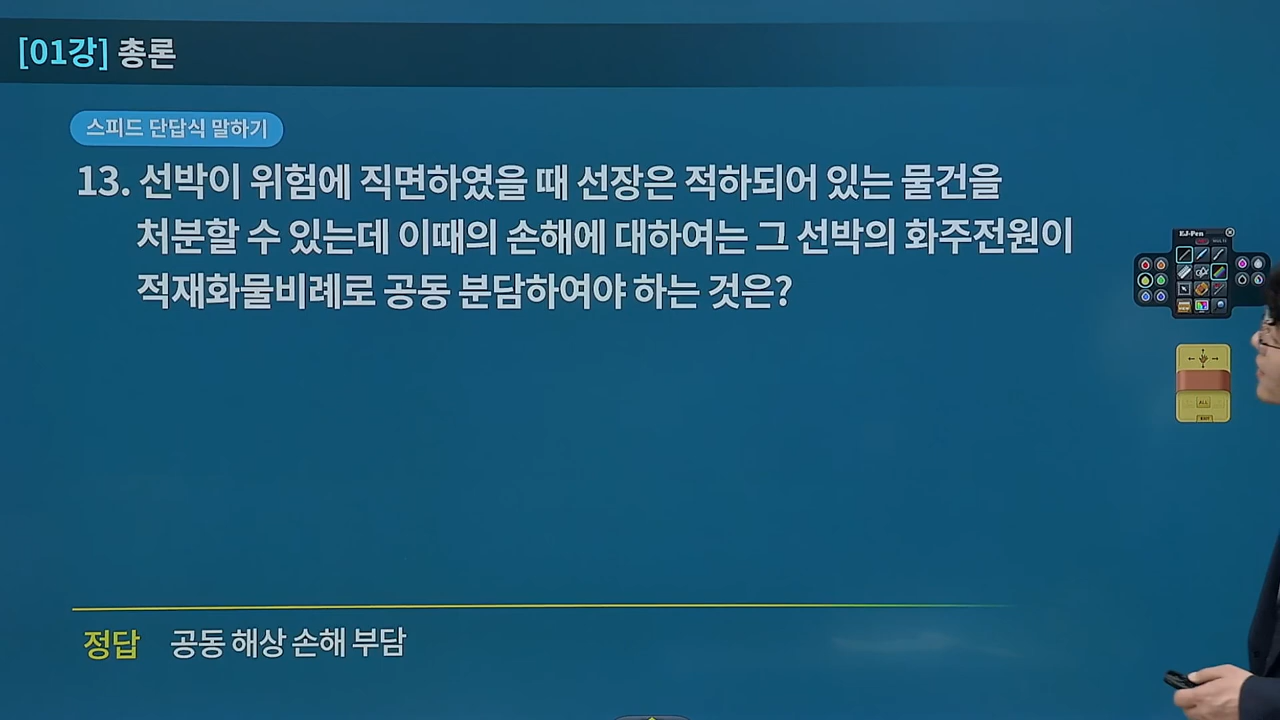 [01강] 총론
스피드 단답식 말하기
13. 선박이 위험에 직면하였을 때 선장은 적하되어 있는 물건을
처분할 수 있는데 이때의 손해에 대하여는 그 선박의 화주전원이
적재화물비례로 공동 분담하여야 하는 것은?
EJ-Pen
ALL
EXIT
정답 공동 해상 손해 부담